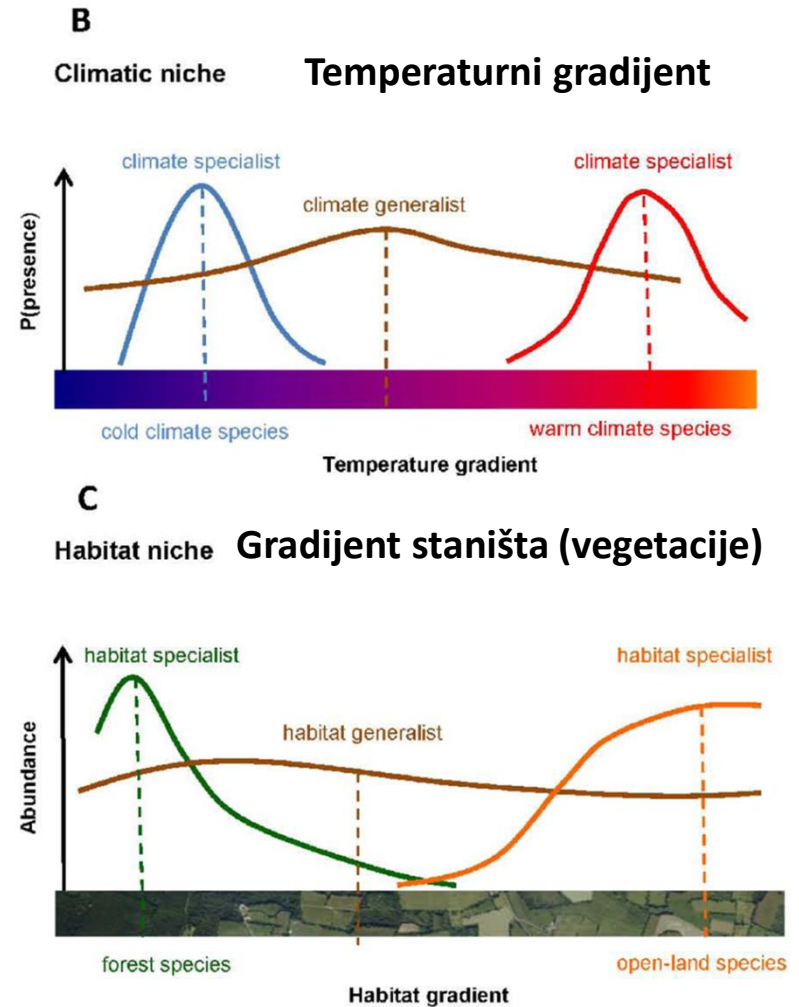 B
Climatic niche Temperaturni gradijent
climate specialist climate specialist
climate generalist
P(presence)
cold climate species warm climate species
Temperature gradient
C
Habitat niche Gradijent staništa (vegetacije)
habitat specialist habitat specialist
habitat generalist
Abundance
forest species open-land species
Habitat gradient